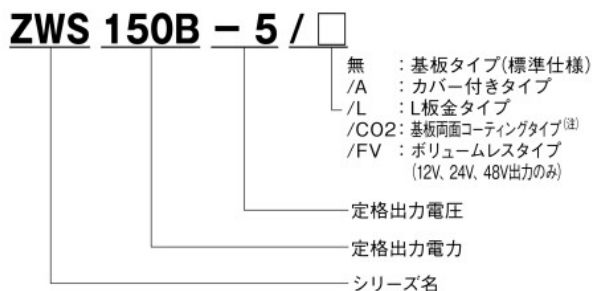 ZWS 150B - 5 / □
無 : 基板タイプ(標準仕様)
/A : カバー付きタイプ
/L : L板金タイプ
/CO2 : 基板両面コーティングタイプ(注)
/FV : ボリュームレスタイプ
(12V、24V、48V出力のみ)
定格出力電圧
定格出力電力
シリーズ名